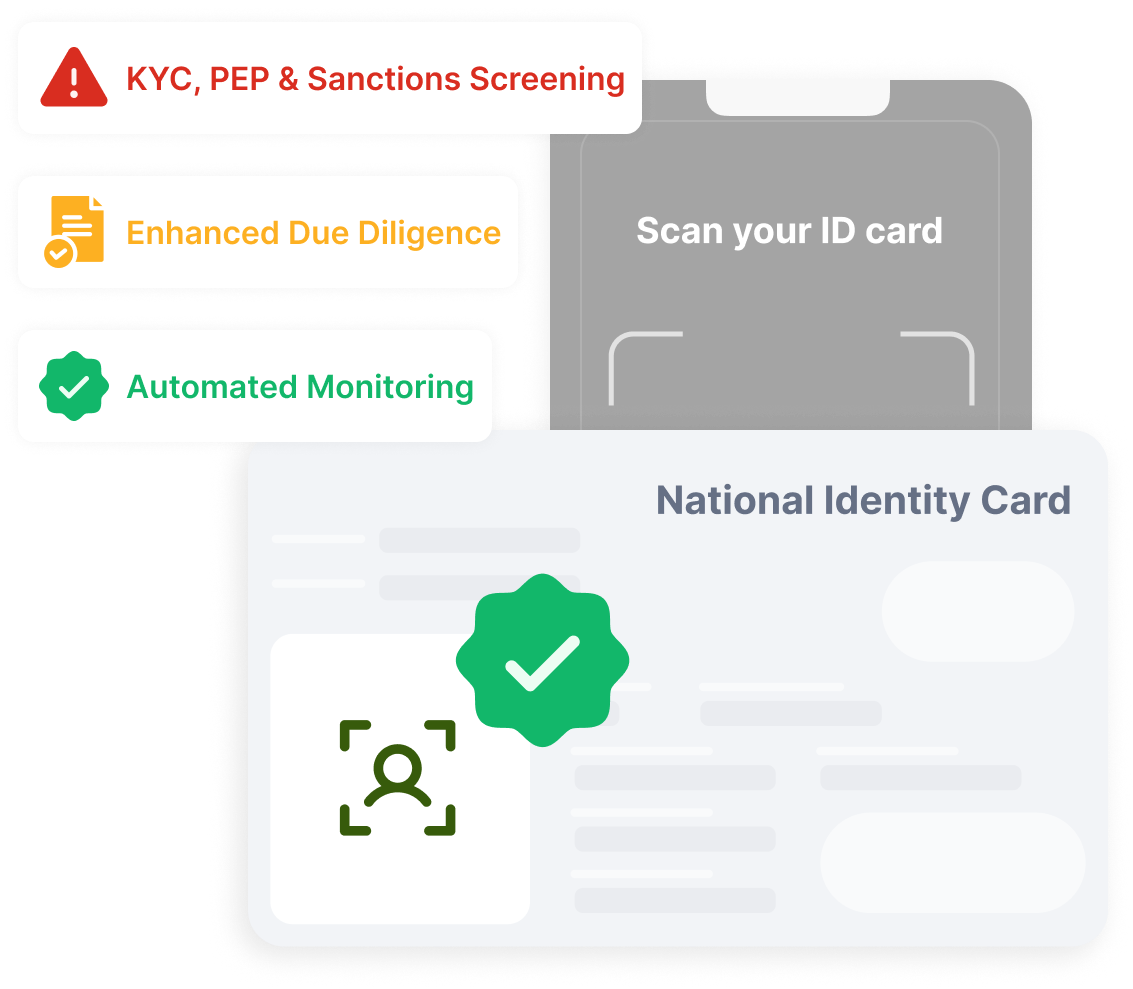 KYC, PEP & Sanctions Screening
Enhanced Due Diligence
Automated Monitoring
Scan your ID card
National Identity Card